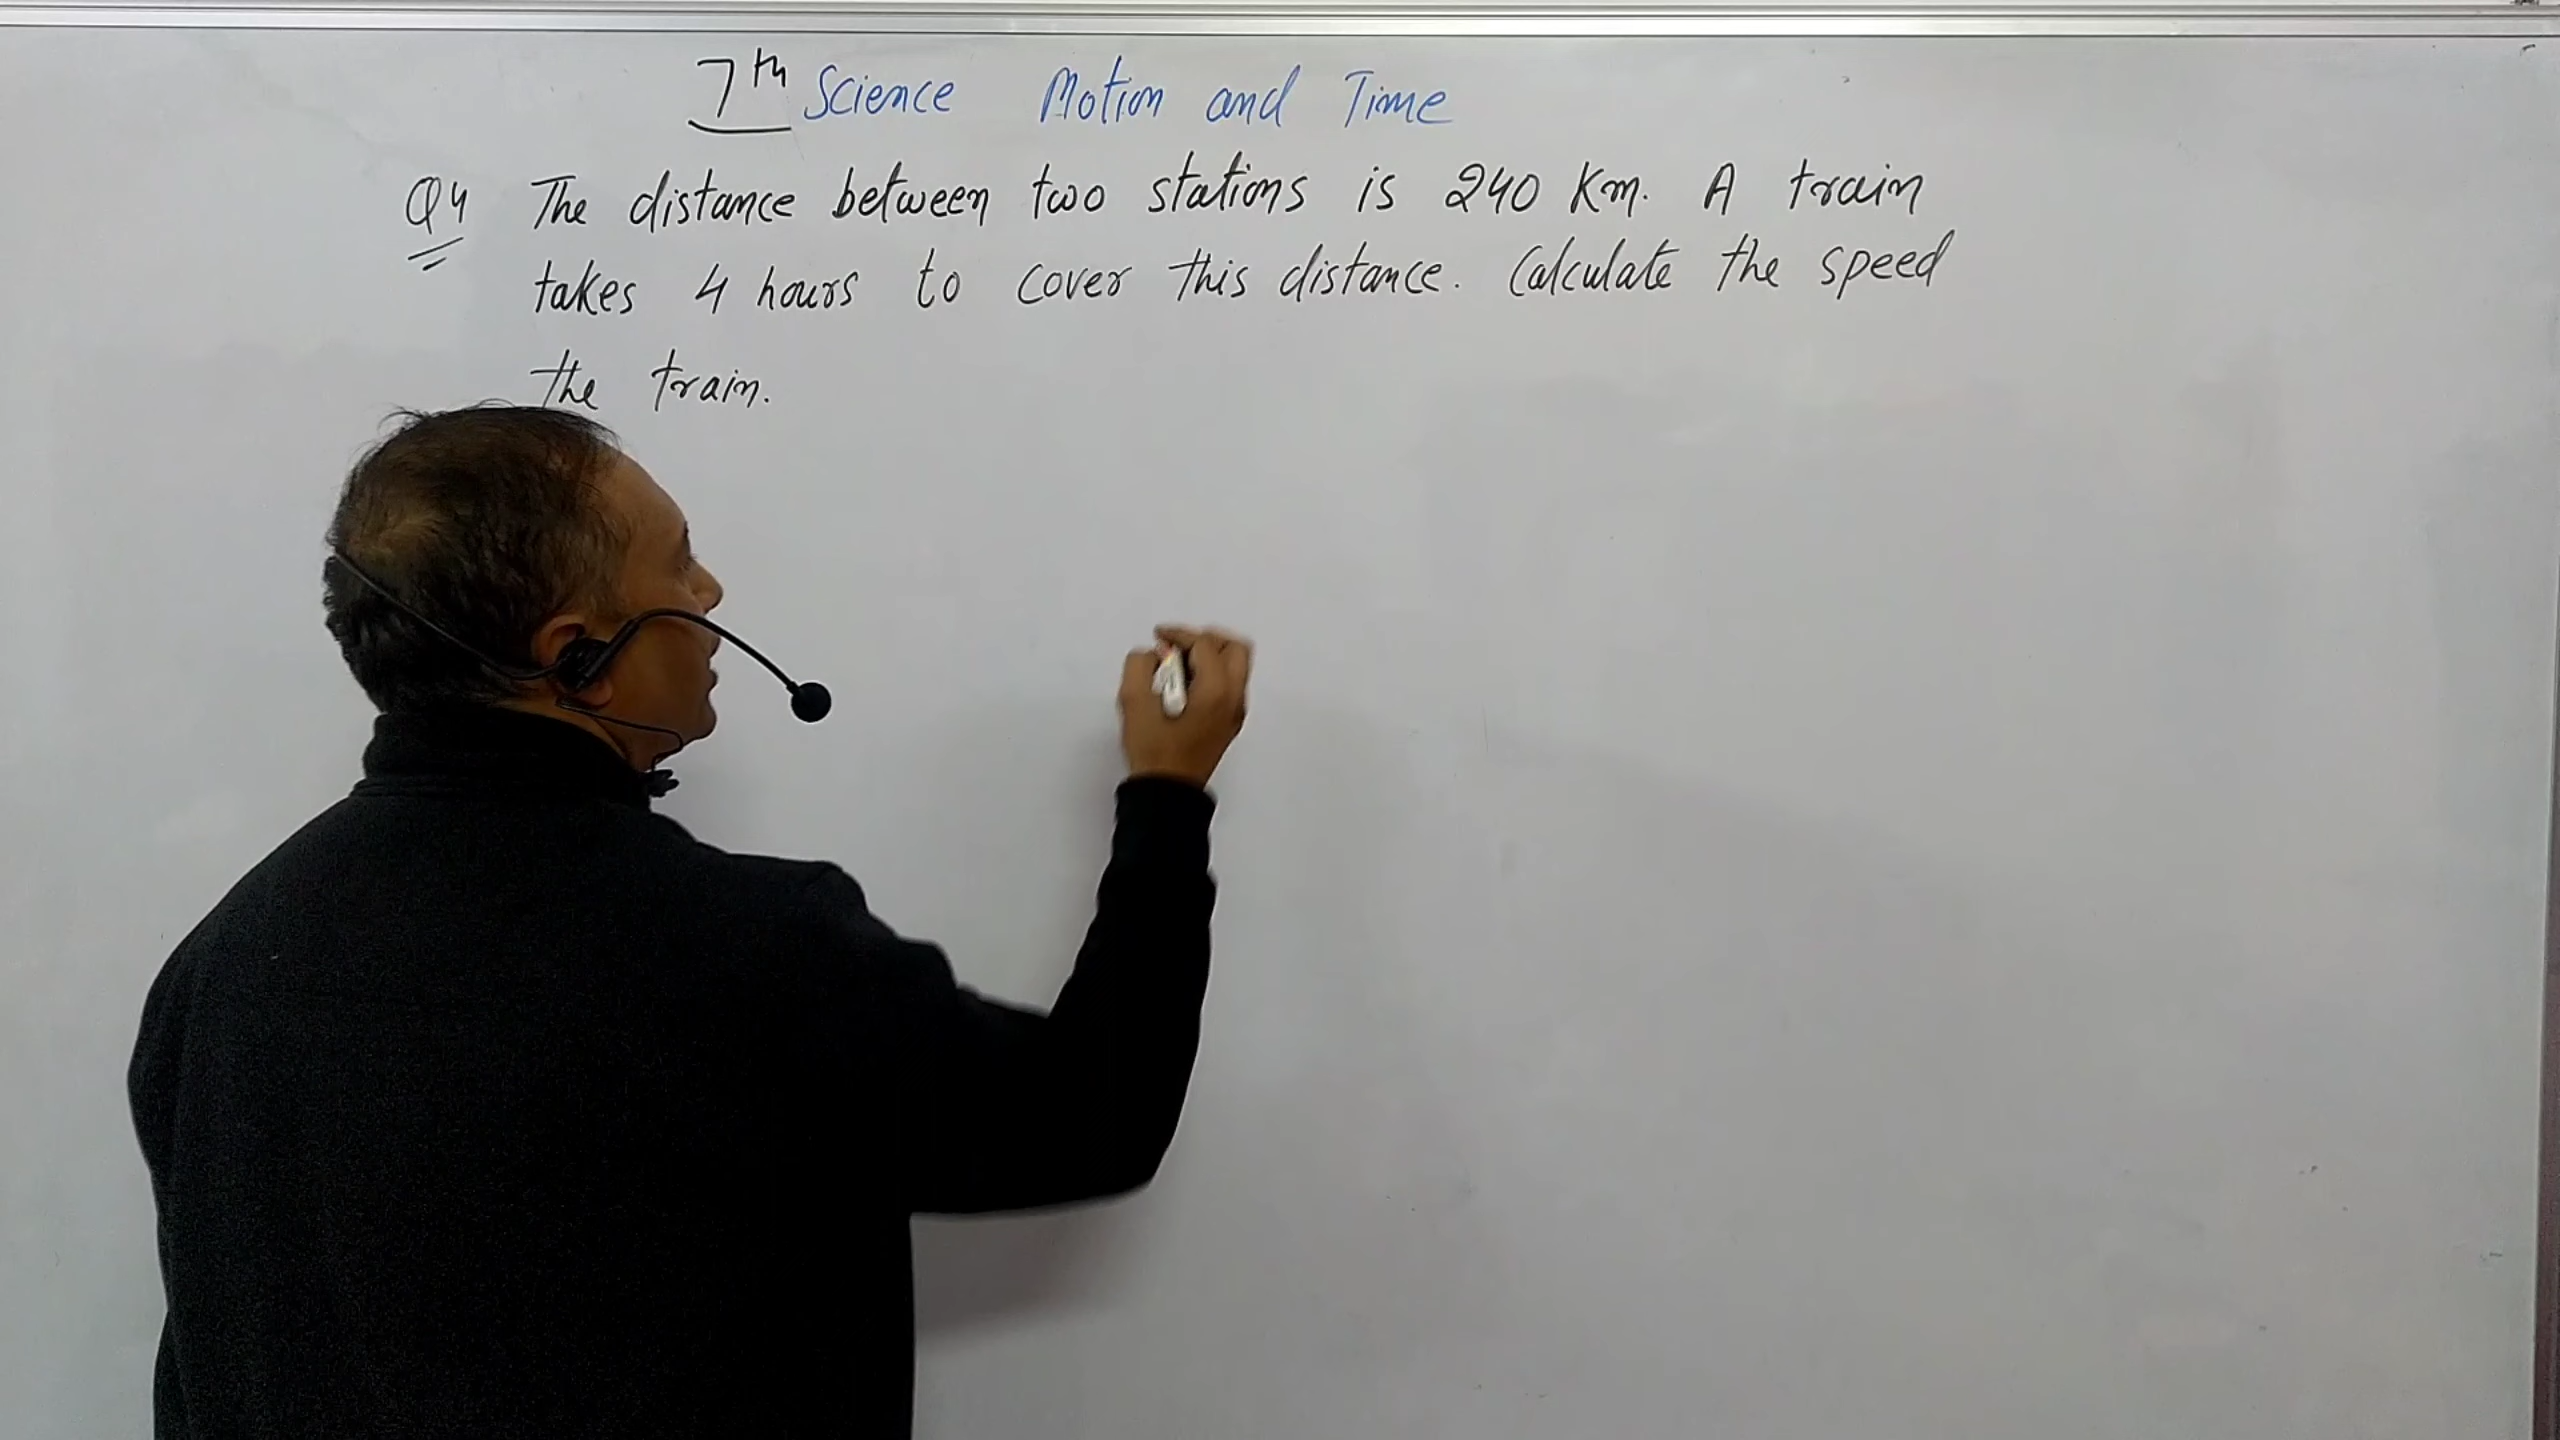 7th Science Motion and Time
Q4 The distance between two stations is 240 Km. A train
takes 4 hours to cover this distance. Calculate the speed
the train.